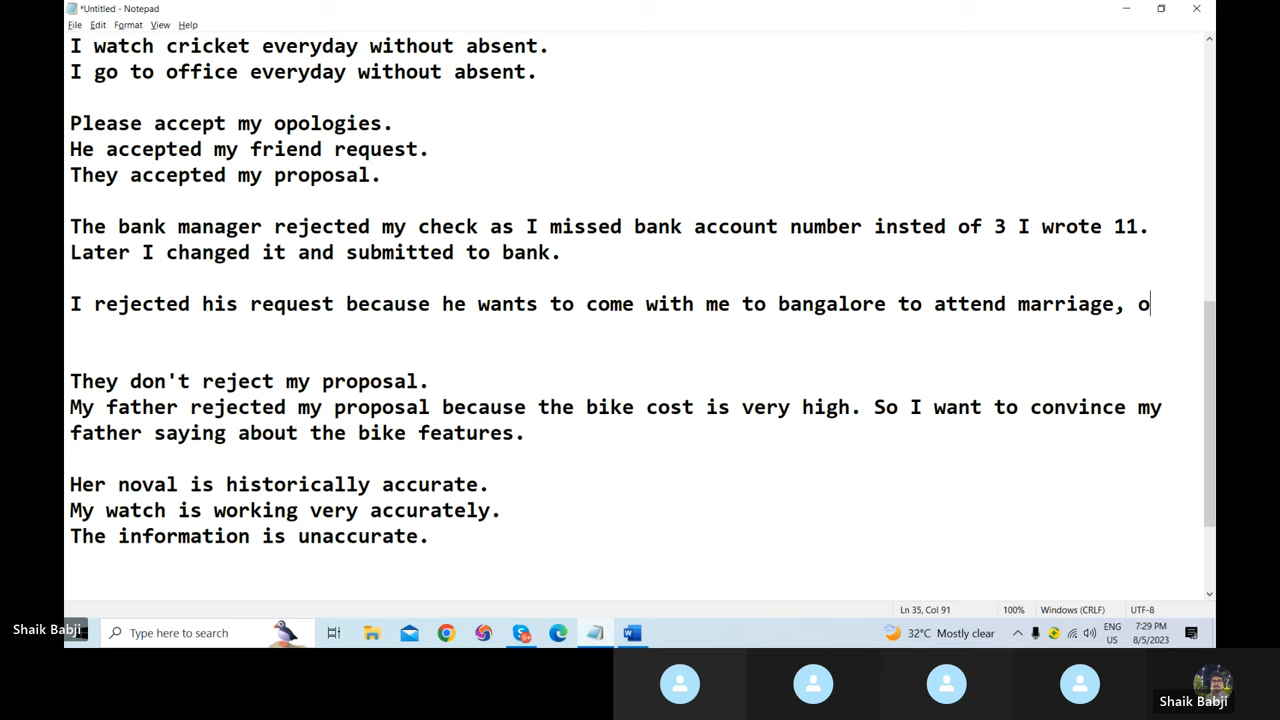 *Untitled - Notepad
File Edit Format View Help
I watch cricket everyday without absent.
I go to office everyday without absent.
Please accept my opologies.
He accepted my friend request.
They accepted my proposal.
The bank manager rejected my check as I missed bank account number insted of 3 I wrote 11.
Later I changed it and submitted to bank.
I rejected his request because he wants to come with me to bangalore to attend marriage, o
They don't reject my proposal.
My father rejected my proposal because the bike cost is very high. So I want to convince my
father saying about the bike features.
Her noval is historically accurate.
My watch is working very accurately.
The information is unaccurate.
Ln 35, Col 91 100% Windows (CRLF) UTF-8
Shaik Babji
Type here to search
32°C Mostly clear
ENG
US
7:29 PM
8/5/2023
Shaik Babji